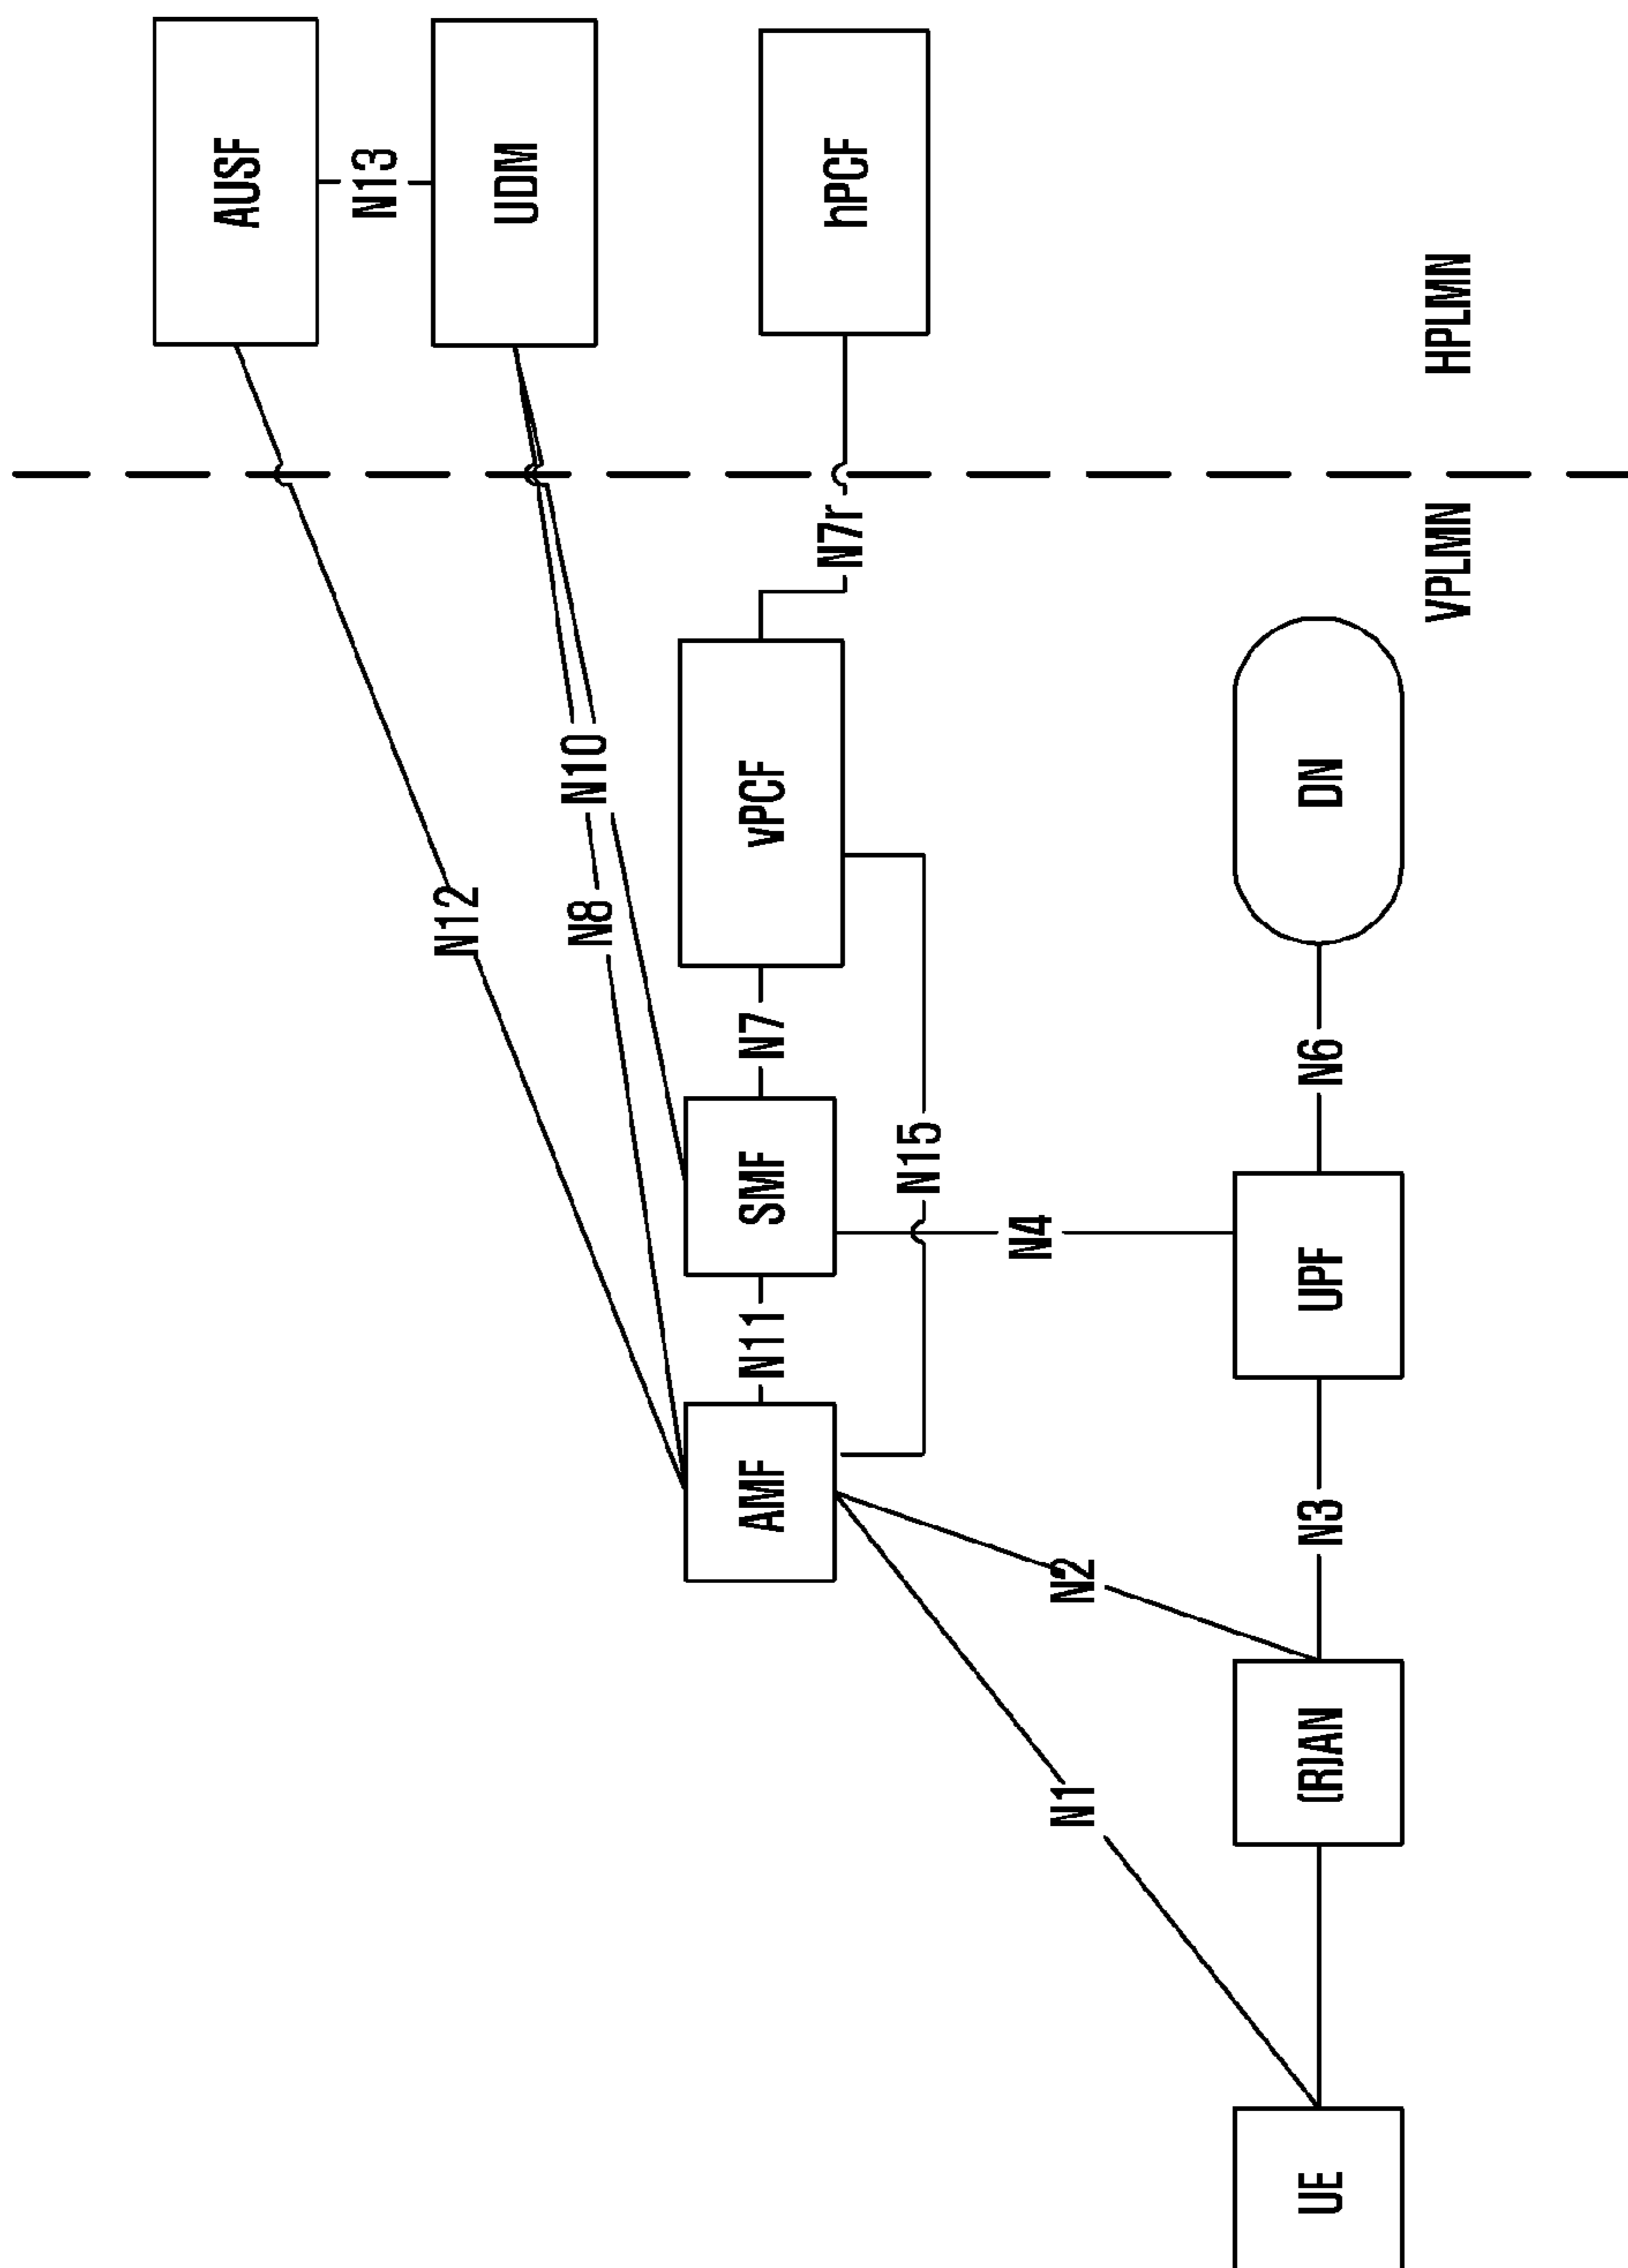 AUSF
N13
N12
UDM
N8
N10
AMF
N11
SMF
N7
vPCF
N7r
hPCF
N15
N4
N1
N2
UE
(R)AN
N3
UPF
N6
DN
VPLMN
HPLMN